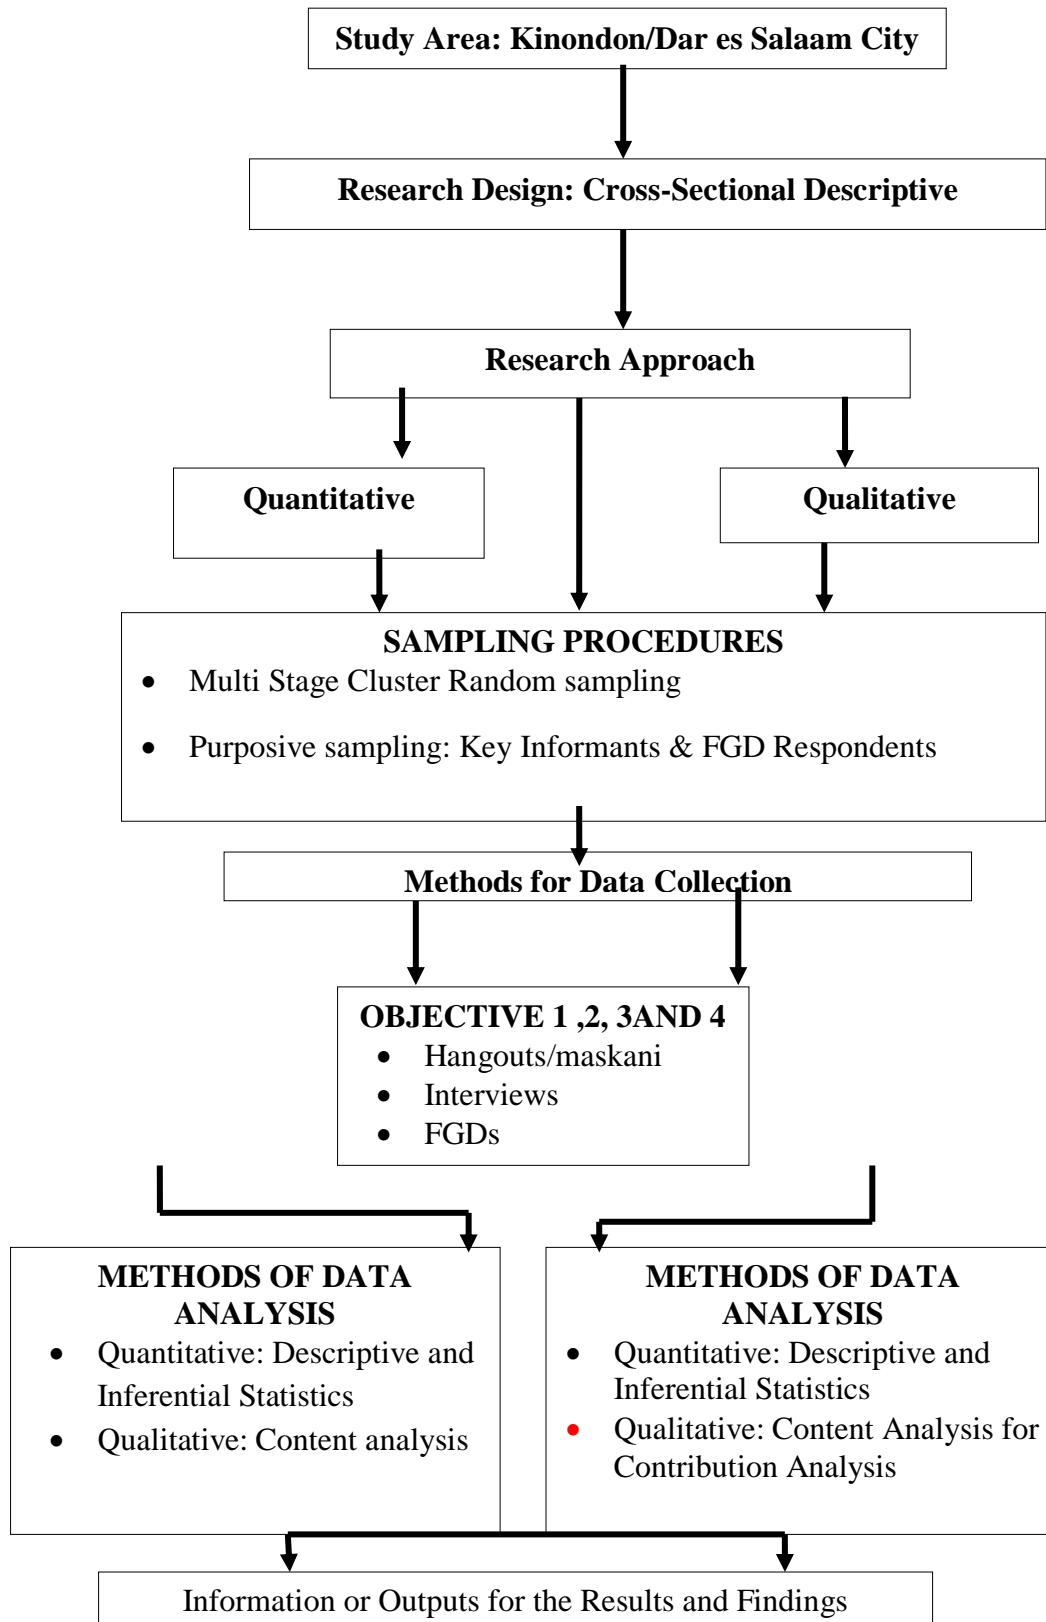 Study Area: Kinondon/Dar es Salaam City
Research Design: Cross-Sectional Descriptive
Research Approach
Quantitative
Qualitative
SAMPLING PROCEDURES
• Multi Stage Cluster Random sampling
• Purposive sampling: Key Informants & FGD Respondents
Methods for Data Collection
OBJECTIVE 1 ,2, 3AND 4
• Hangouts/maskani
• Interviews
• FGDs
METHODS OF DATA
ANALYSIS
• Quantitative: Descriptive and
Inferential Statistics
• Qualitative: Content analysis
METHODS OF DATA
ANALYSIS
• Quantitative: Descriptive and
Inferential Statistics
• Qualitative: Content Analysis for
Contribution Analysis
Information or Outputs for the Results and Findings